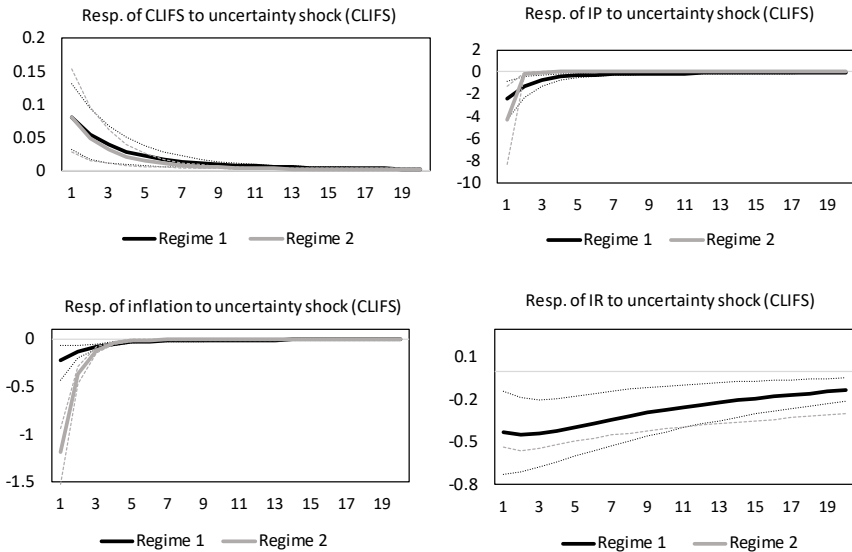 Resp. of CLIFS to uncertainty shock (CLIFS)
0.2
0.15
0.1
0.05
0
1 3 5 7 9 11 13 15 17 19
Regime 1 Regime 2
Resp. of IP to uncertainty shock (CLIFS)
2
0
-2
-4
-6
-8
-10
1 3 5 7 9 11 13 15 17 19
Regime 1 Regime 2
Resp. of inflation to uncertainty shock (CLIFS)
0
-0.5
-1
-1.5
1 3 5 7 9 11 13 15 17 19
Regime 1 Regime 2
Resp. of IR to uncertainty shock (CLIFS)
0.1
-0.2
-0.5
-0.8
1 3 5 7 9 11 13 15 17 19
Regime 1 Regime 2